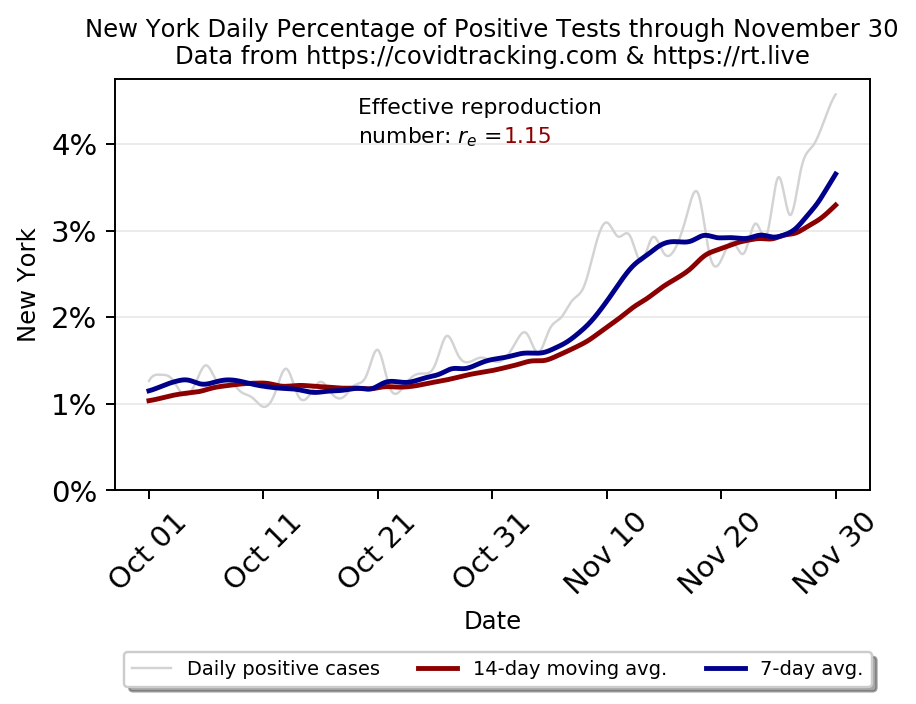 New York Daily Percentage of Positive Tests through November 30
Data from https://covidtracking.com & https://rt.live
Effective reproduction
number: rₑ =1.15
4%
3%
2%
1%
0%
New York
Oct 01
Oct 11
Oct 21
Oct 31
Nov 10
Nov 20
Nov 30
Date
Daily positive cases
14-day moving avg.
7-day avg.